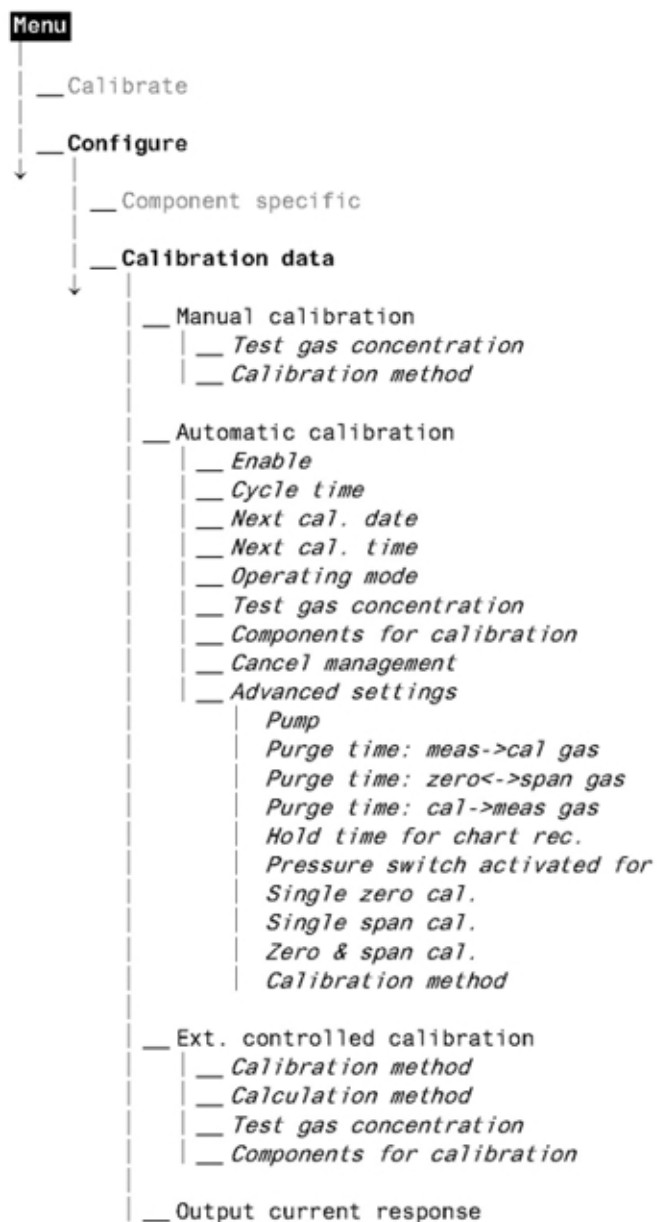 Menu
Calibrate
Configure
Component specific
Calibration data
Manual calibration
Test gas concentration
Calibration method
Automatic calibration
Enable
Cycle time
Next cal. date
Next cal. time
Operating mode
Test gas concentration
Components for calibration
Cancel management
Advanced settings
Pump
Purge time: meas->cal gas
Purge time: zero<->span gas
Purge time: cal->meas gas
Hold time for chart rec.
Pressure switch activated for
Single zero cal.
Single span cal.
Zero & span cal.
Calibration method
Ext. controlled calibration
Calibration method
Calculation method
Test gas concentration
Components for calibration
Output current response